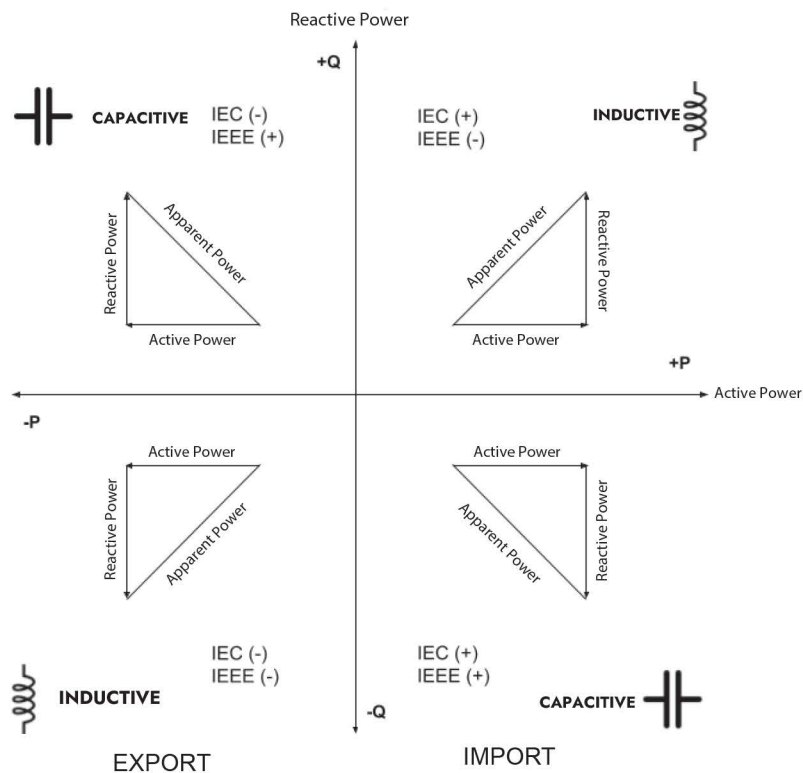 Reactive Power
+Q
CAPACITIVE
IEC (-)
IEEE (+)
IEC (+)
IEEE (-)
INDUCTIVE
Reactive Power
Apparent Power
Active Power
Apparent Power
Reactive Power
Active Power
+P
Active Power
-P
Active Power
Reactive Power
Apparent Power
Active Power
Apparent Power
Reactive Power
IEC (-)
IEEE (-)
INDUCTIVE
IEC (+)
IEEE (+)
CAPACITIVE
-Q
EXPORT
IMPORT